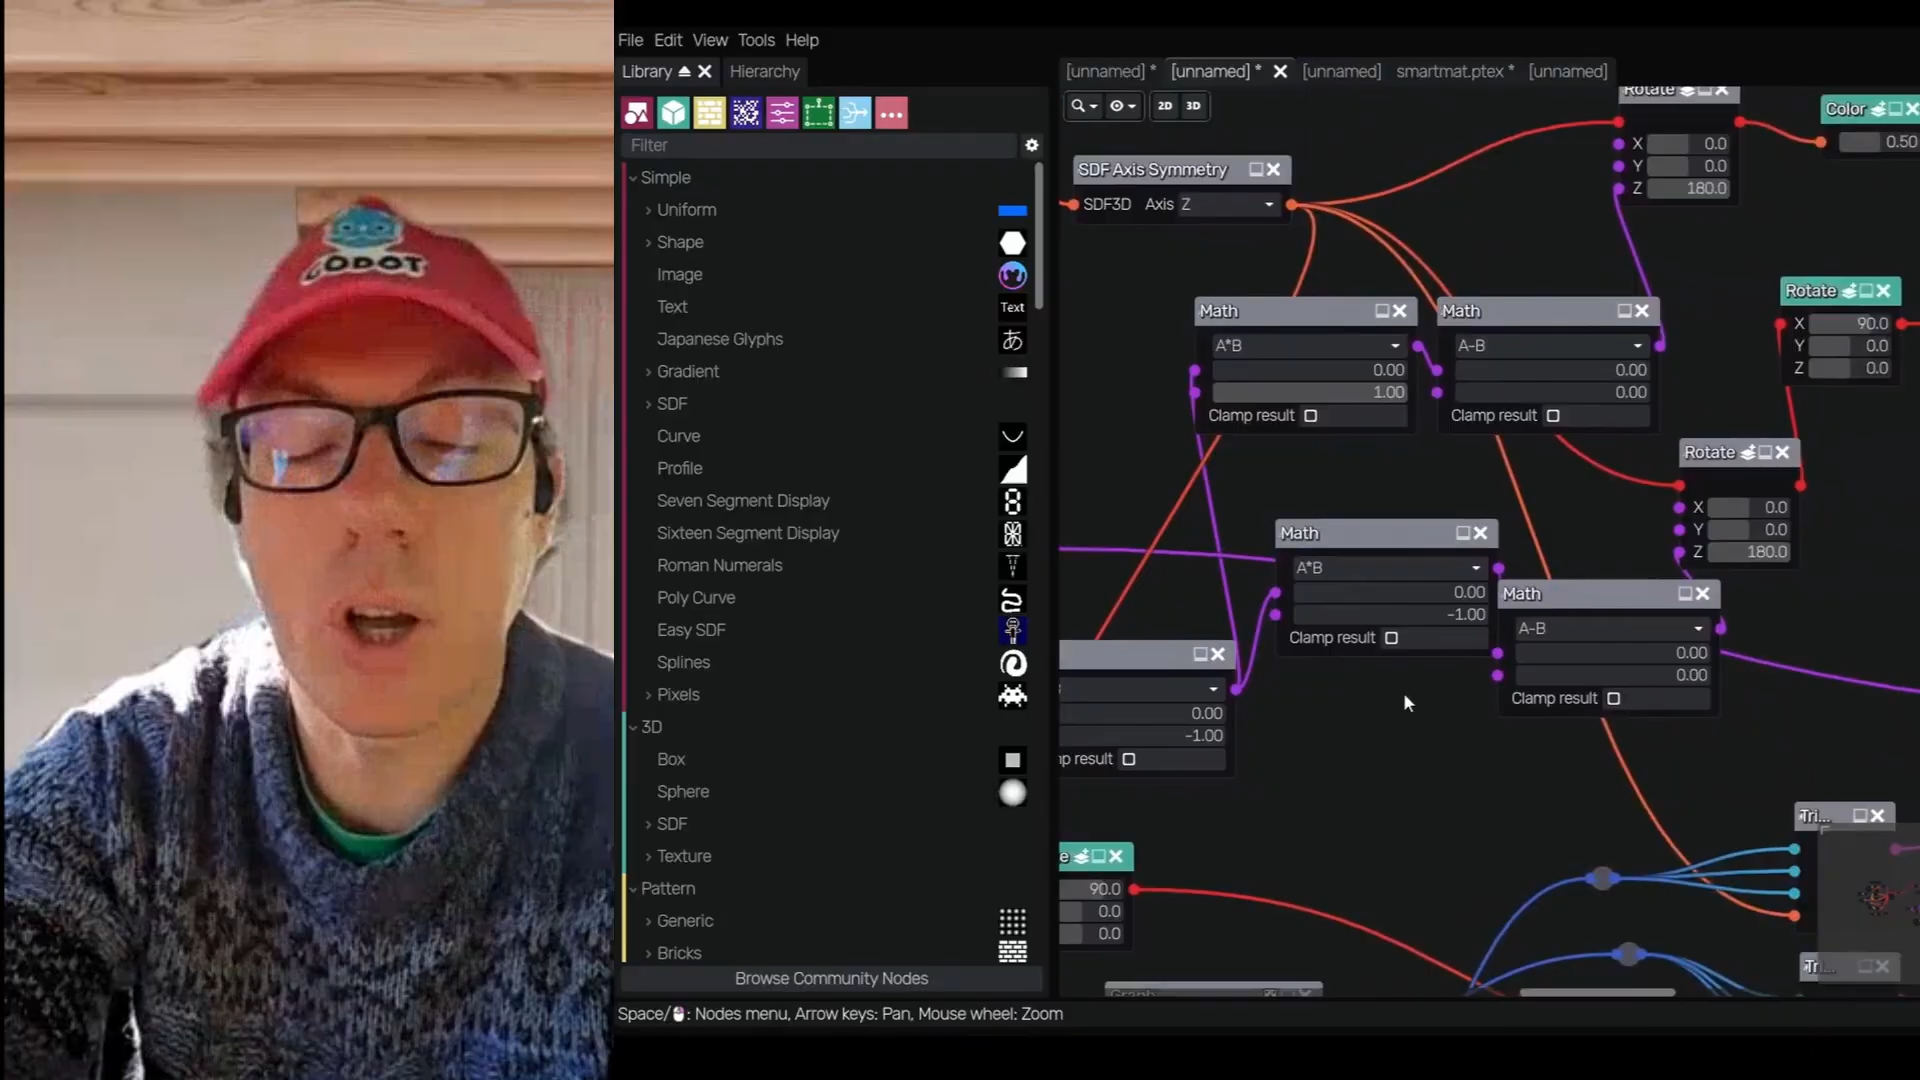 GODOT
File Edit View Tools Help
Library Hierarchy
Filter
Simple
Uniform
Shape
Image
Text Text
Japanese Glyphs あ
Gradient
SDF
Curve
Profile
Seven Segment Display 8
Sixteen Segment Display
Roman Numerals
Poly Curve
Easy SDF
Splines
Pixels
3D
Box
Sphere
SDF
Texture
Pattern
Generic
Bricks
Browse Community Nodes
Space/ : Nodes menu, Arrow keys: Pan, Mouse wheel: Zoom
[unnamed] * [unnamed] * [unnamed] smartmat.ptex * [unnamed]
2D 3D
Rotate
X 0.0
Y 0.0
Z 180.0
Color
0.50
SDF Axis Symmetry
SDF3D Axis Z
Math
A*B
0.00
1.00
Clamp result
Math
A-B
0.00
0.00
Clamp result
Rotate
X 90.0
Y 0.0
Z 0.0
Rotate
X 0.0
Y 0.0
Z 180.0
Math
A*B
0.00
-1.00
Clamp result
Math
A-B
0.00
0.00
Clamp result
0.00
-1.00
np result
e
90.0
0.0
0.0
Tri...
Tr...
Graph